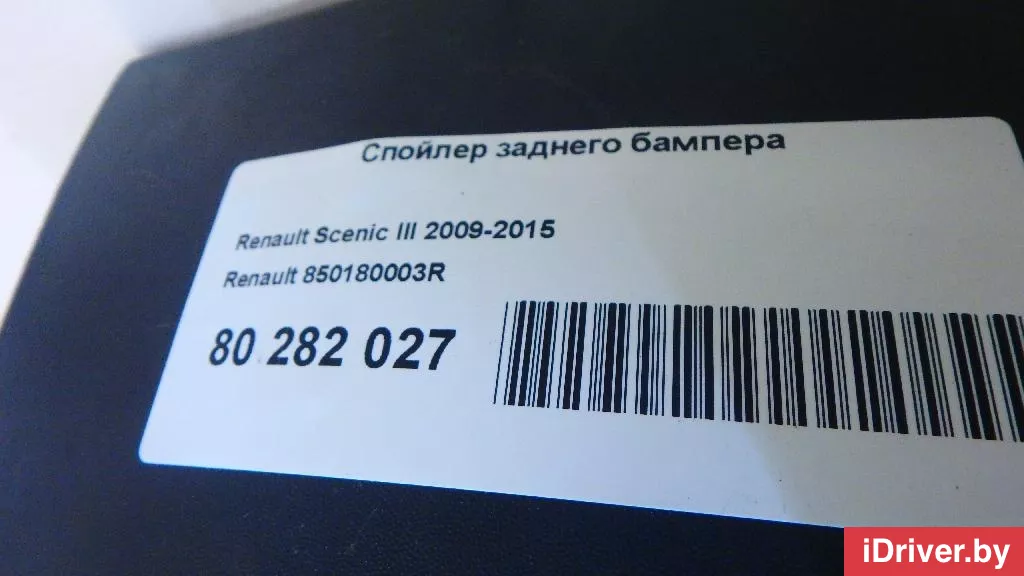 Спойлер заднего бампера
Renault Scenic III 2009-2015
Renault 850180003R
80 282 027
iDriver.by